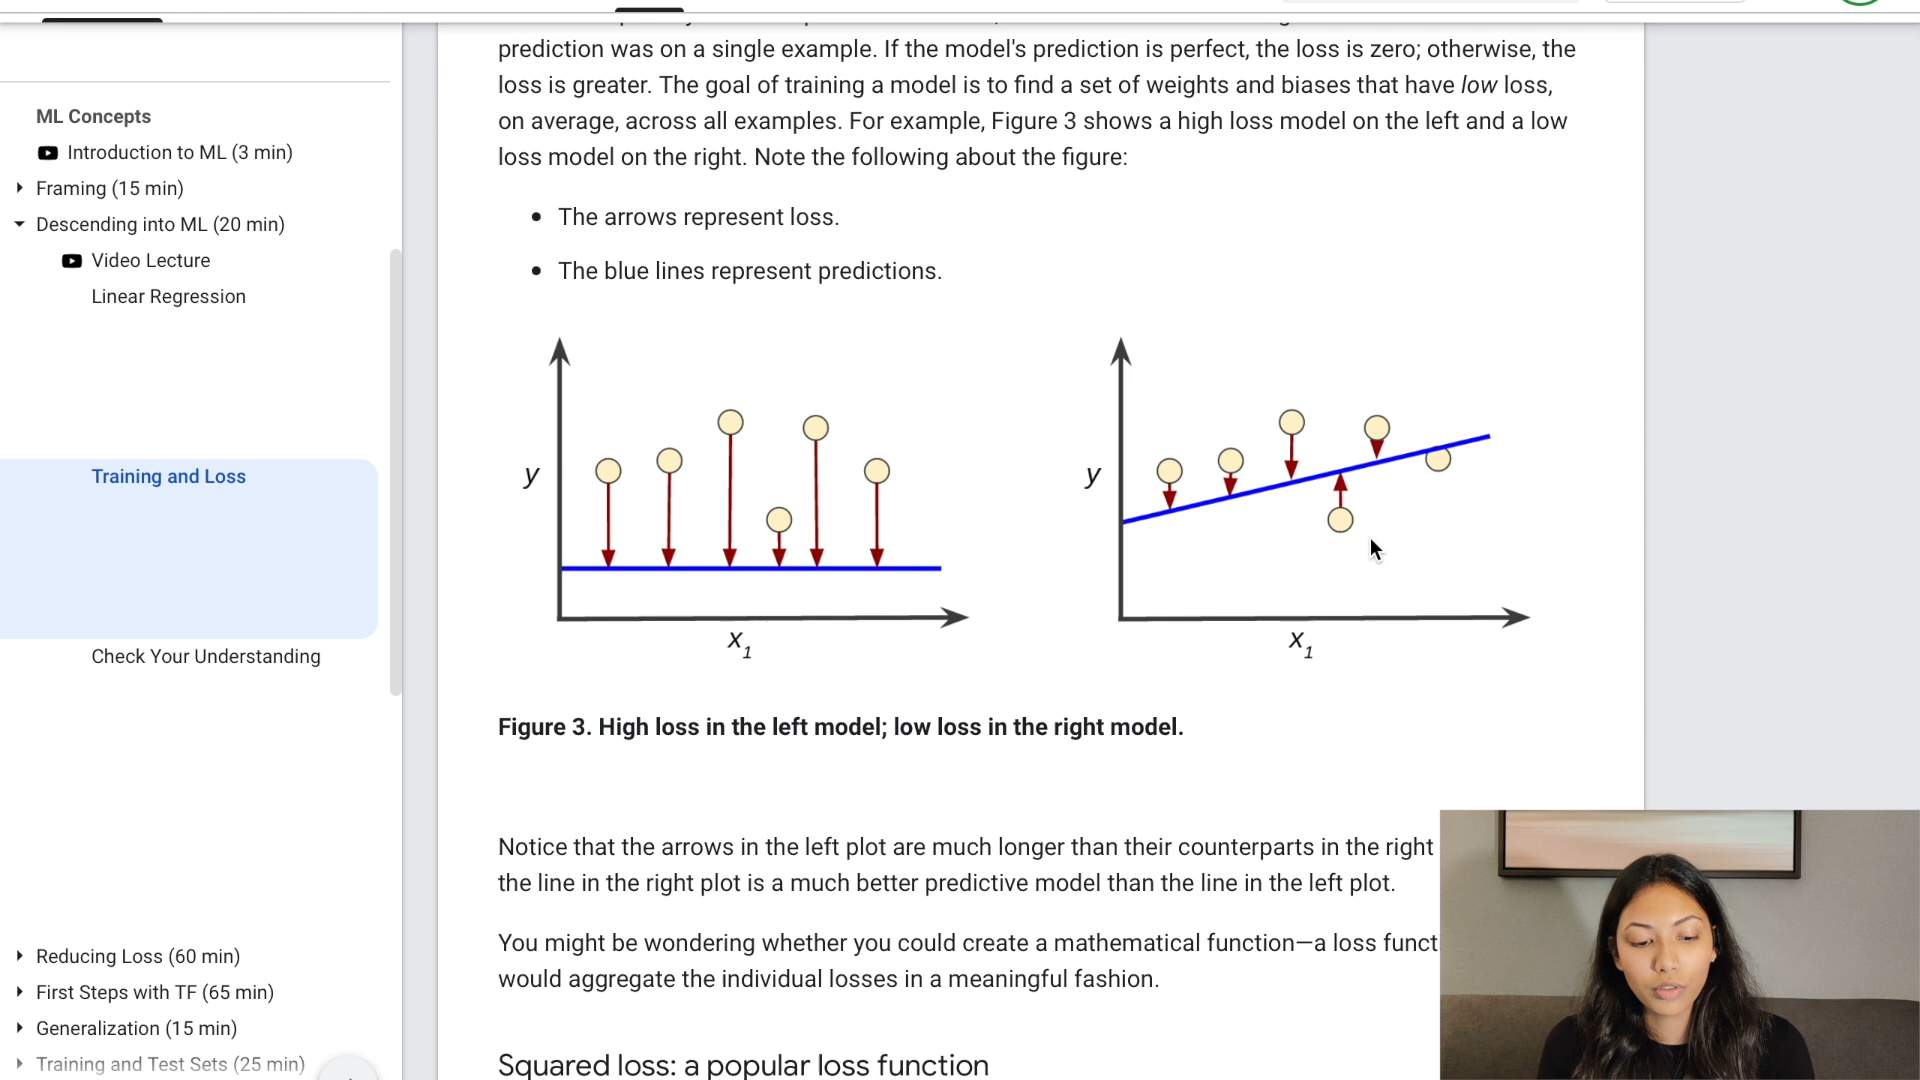 ML Concepts
Introduction to ML (3 min)
Framing (15 min)
Descending into ML (20 min)
Video Lecture
Linear Regression
Training and Loss
Check Your Understanding
Reducing Loss (60 min)
First Steps with TF (65 min)
Generalization (15 min)
Training and Test Sets (25 min)
prediction was on a single example. If the model's prediction is perfect, the loss is zero; otherwise, the
loss is greater. The goal of training a model is to find a set of weights and biases that have low loss,
on average, across all examples. For example, Figure 3 shows a high loss model on the left and a low
loss model on the right. Note the following about the figure:
• The arrows represent loss.
• The blue lines represent predictions.
y
x1
y
x1
Figure 3. High loss in the left model; low loss in the right model.
Notice that the arrows in the left plot are much longer than their counterparts in the right
the line in the right plot is a much better predictive model than the line in the left plot.
You might be wondering whether you could create a mathematical function—a loss funct
would aggregate the individual losses in a meaningful fashion.
Squared loss: a popular loss function